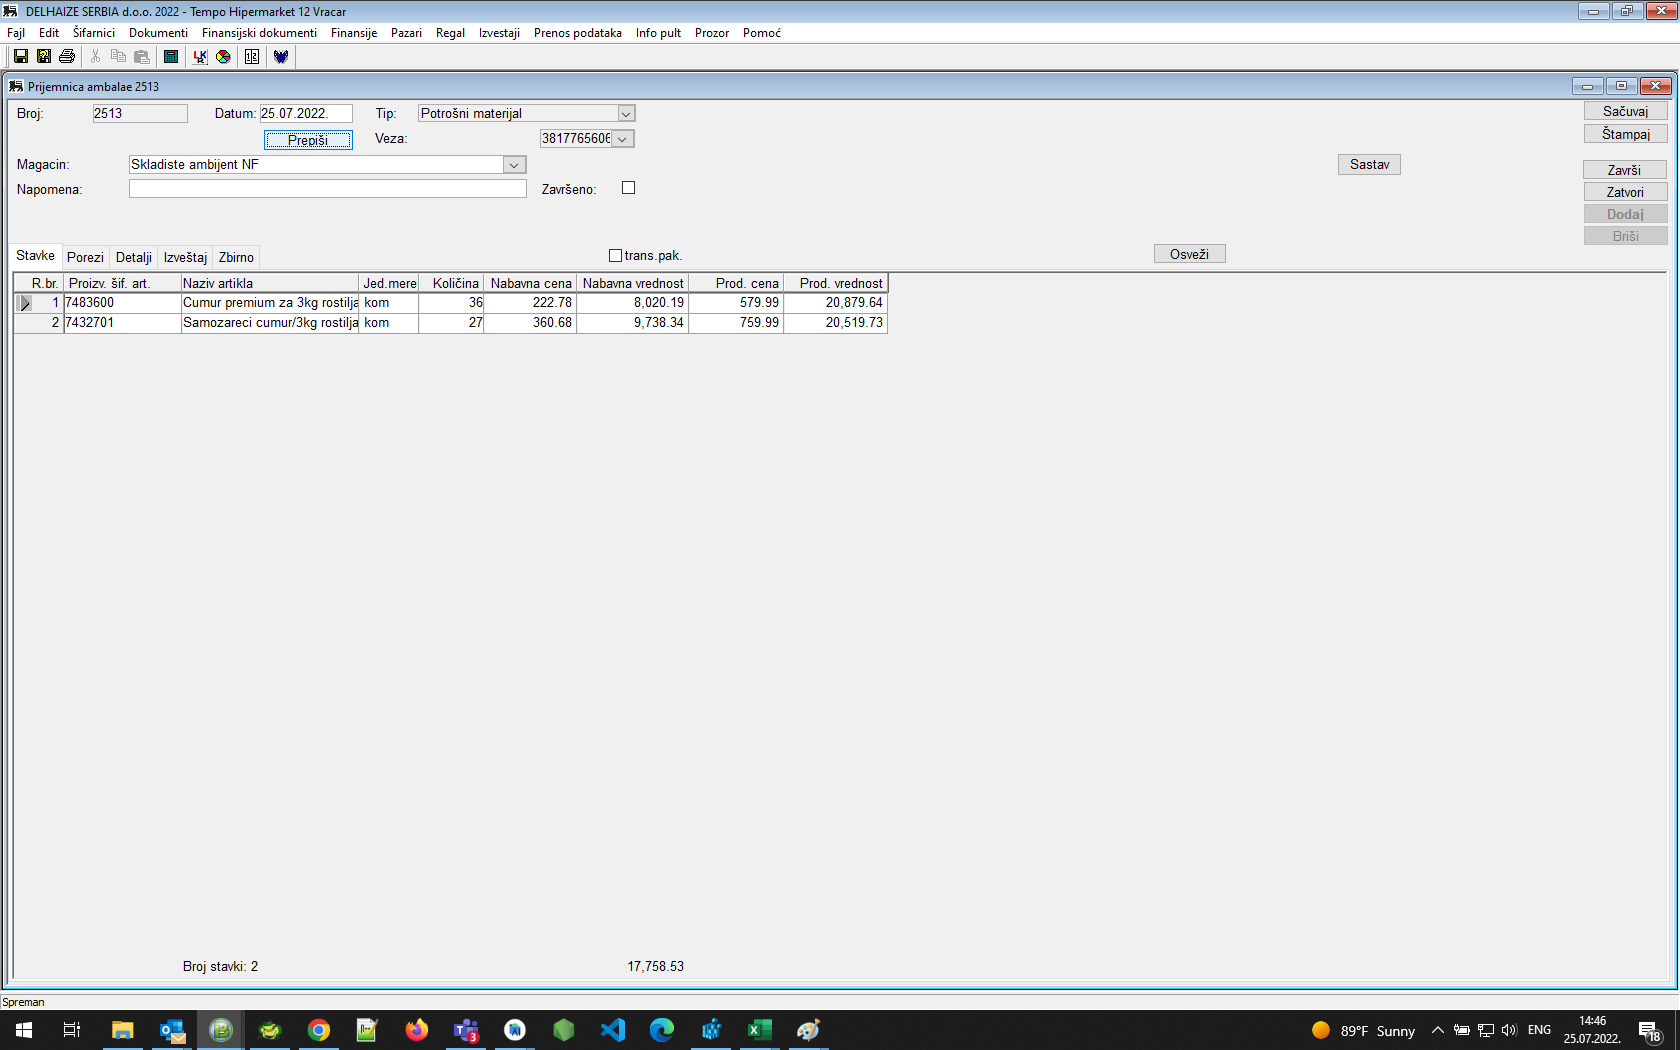 DELHAIZE SERBIA d.o.o. 2022 - Tempo Hipermarket 12 Vracar
Fajl Edit Šifarnici Dokumenti Finansijski dokumenti Finansije Pazari Regal Izvestaji Prenos podataka Info pult Prozor Pomoć
Prijemnica ambalae 2513
Broj: 2513 Datum: 25.07.2022. Tip: Potrošni materijal Sačuvaj
Prepiši Veza: 3817765606 Štampaj
Magacin: Skladiste ambijent NF Sastav Završi
Napomena: Završeno: Zatvori
Dodaj
Briši
Stavke Porezi Detalji Izveštaj Zbirno trans.pak. Osveži
R.br. Proizv. šif. art. Naziv artikla Jed.mere Količina Nabavna cena Nabavna vrednost Prod. cena Prod. vrednost
1 7483600 Cumur premium za 3kg rostilja kom 36 222.78 8,020.19 579.99 20,879.64
2 7432701 Samozareci cumur/3kg rostilja kom 27 360.68 9,738.34 759.99 20,519.73
Broj stavki: 2 17,758.53
Spreman
89°F Sunny ENG 14:46
25.07.2022.
3
18